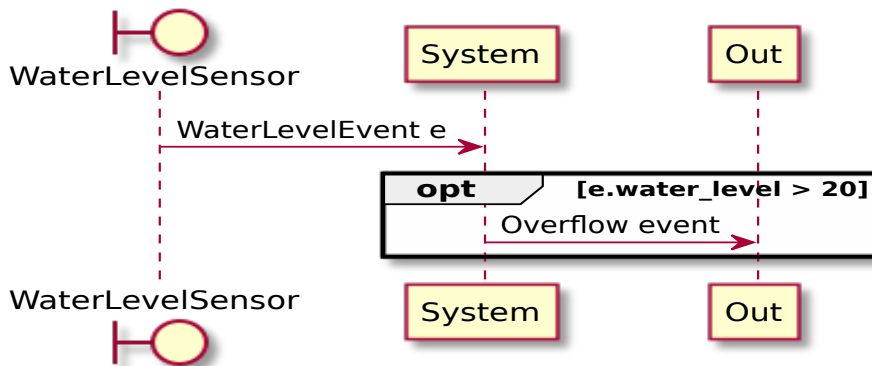 WaterLevelSensor
System
Out
WaterLevelEvent e
opt
[e.water_level > 20]
Overflow event
WaterLevelSensor
System
Out